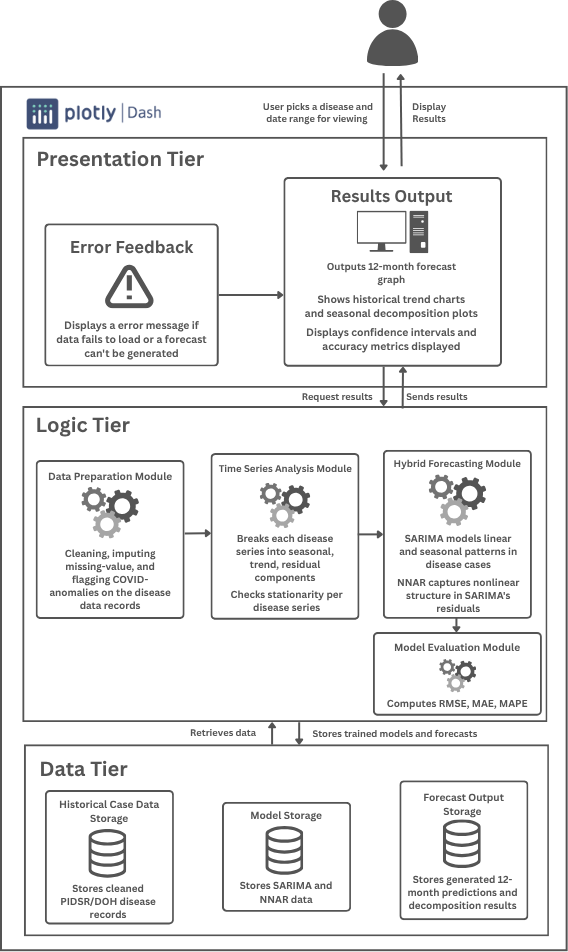 User picks a disease and
date range for viewing
Display
Results
plotly | Dash
Presentation Tier
Error Feedback
Displays a error message if
data fails to load or a forecast
can't be generated
Results Output
Outputs 12-month forecast
graph
Shows historical trend charts
and seasonal decomposition plots
Displays confidence intervals and
accuracy metrics displayed
Request results
Sends results
Logic Tier
Data Preparation Module
Cleaning, imputing
missing-value, and
flagging COVID-
anomalies on the disease
data records
Time Series Analysis Module
Breaks each disease
series into seasonal,
trend, residual
components
Checks stationarity per
disease series
Hybrid Forecasting Module
SARIMA models linear
and seasonal patterns in
disease cases
NNAR captures nonlinear
structure in SARIMA's
residuals
Model Evaluation Module
Computes RMSE, MAE, MAPE
Retrieves data
Stores trained models and forecasts
Data Tier
Historical Case Data
Storage
Stores cleaned
PIDSR/DOH disease
records
Model Storage
Stores SARIMA and
NNAR data
Forecast Output
Storage
Stores generated 12-
month predictions and
decomposition results